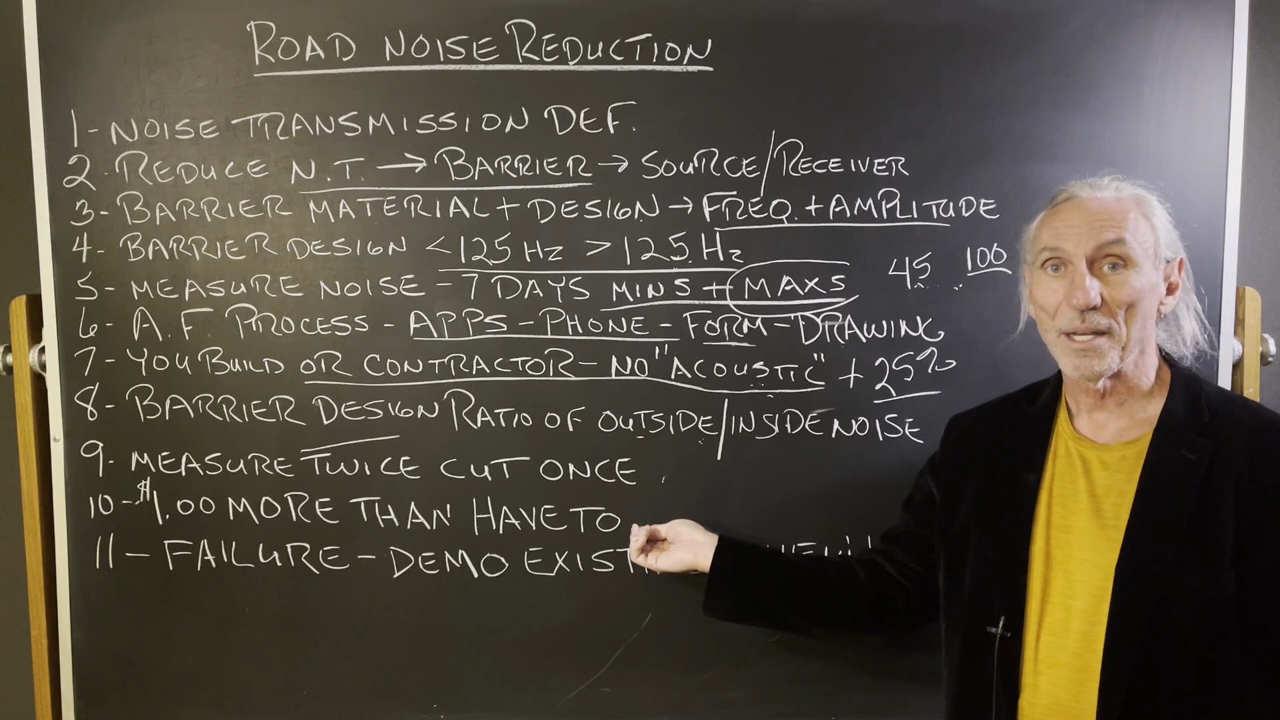 ROAD NOISE REDUCTION
1- NOISE TRANSMISSION DEF.
2- REDUCE N.T. → BARRIER → SOURCE/RECEIVER
3- BARRIER MATERIAL + DESIGN → FREQ. + AMPLITUDE
4- BARRIER DESIGN < 125 Hz > 125 Hz
45 100
5- MEASURE NOISE - 7 DAYS MINS + MAXS
6- A.F. PROCESS - APPS - PHONE - FORM - DRAWING
7- YOU BUILD OR CONTRACTOR - NO "ACOUSTIC" + 25%
8- BARRIER DESIGN RATIO OF OUTSIDE/INSIDE NOISE
9- MEASURE TWICE CUT ONCE
10- $1.00 MORE THAN HAVE TO
11- FAILURE - DEMO